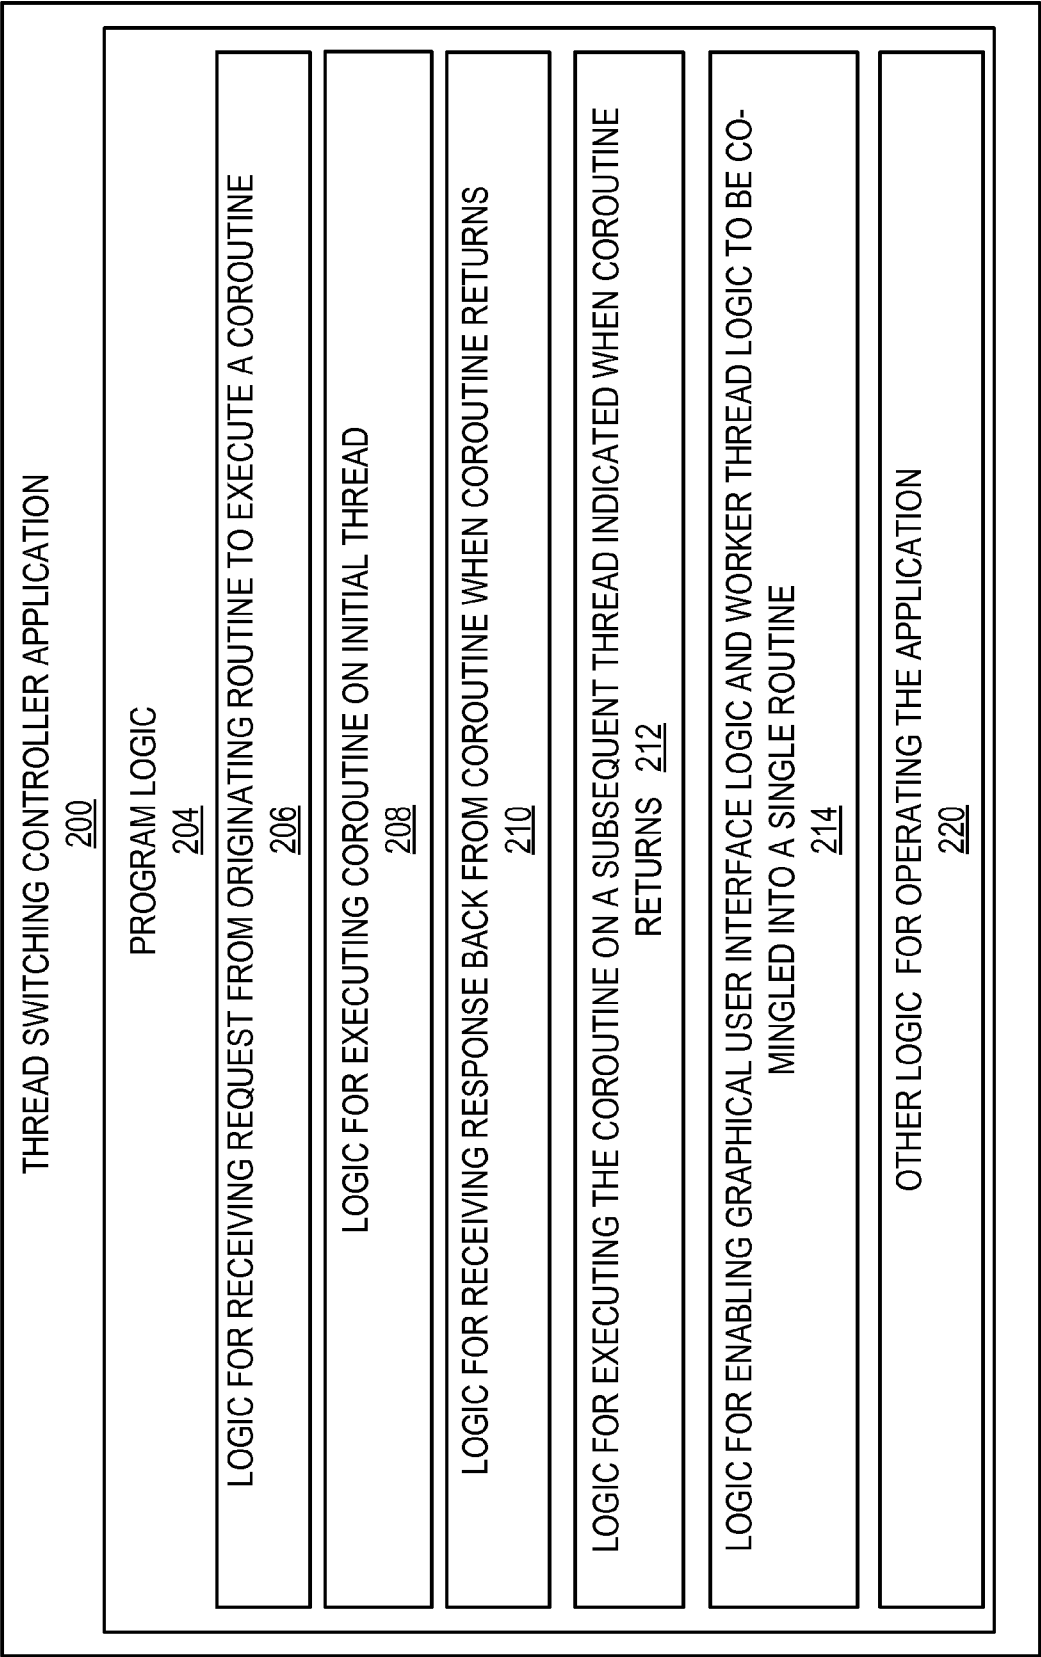 THREAD SWITCHING CONTROLLER APPLICATION
200
PROGRAM LOGIC
204
LOGIC FOR RECEIVING REQUEST FROM ORIGINATING ROUTINE TO EXECUTE A COROUTINE
206
LOGIC FOR EXECUTING COROUTINE ON INITIAL THREAD
208
LOGIC FOR RECEIVING RESPONSE BACK FROM COROUTINE WHEN COROUTINE RETURNS
210
LOGIC FOR EXECUTING THE COROUTINE ON A SUBSEQUENT THREAD INDICATED WHEN COROUTINE
RETURNS 212
LOGIC FOR ENABLING GRAPHICAL USER INTERFACE LOGIC AND WORKER THREAD LOGIC TO BE CO-
MINGLED INTO A SINGLE ROUTINE
214
OTHER LOGIC FOR OPERATING THE APPLICATION
220